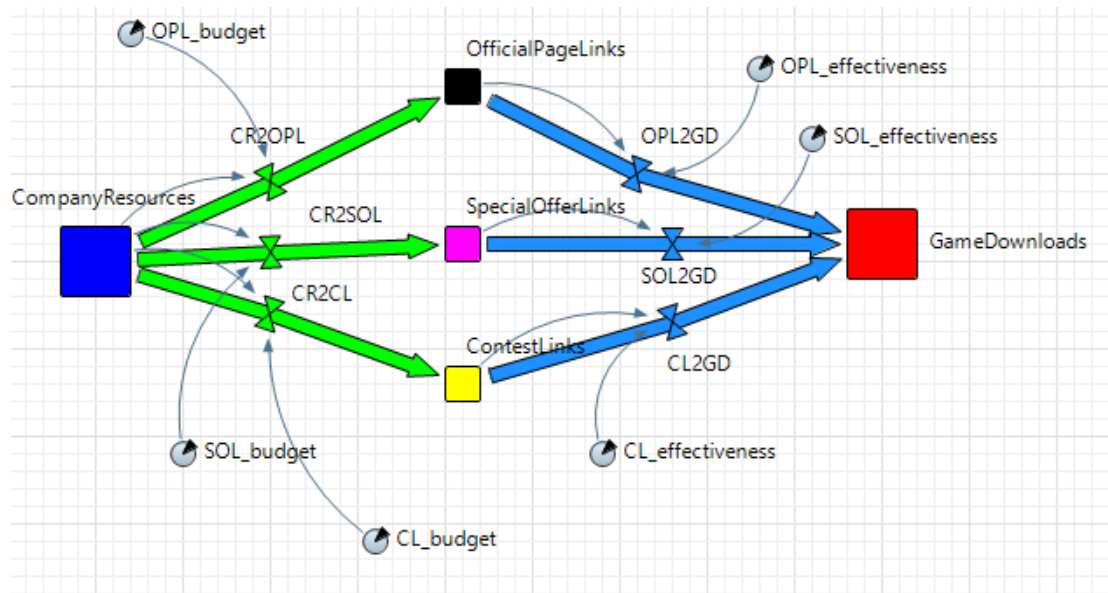 OPL_budget
OfficialPageLinks
OPL_effectiveness
CR2OPL
OPL2GD
SOL_effectiveness
CompanyResources
CR2SOL
SpecialOfferLinks
GameDownloads
SOL2GD
CR2CL
ContestLinks
CL2GD
SOL_budget
CL_effectiveness
CL_budget